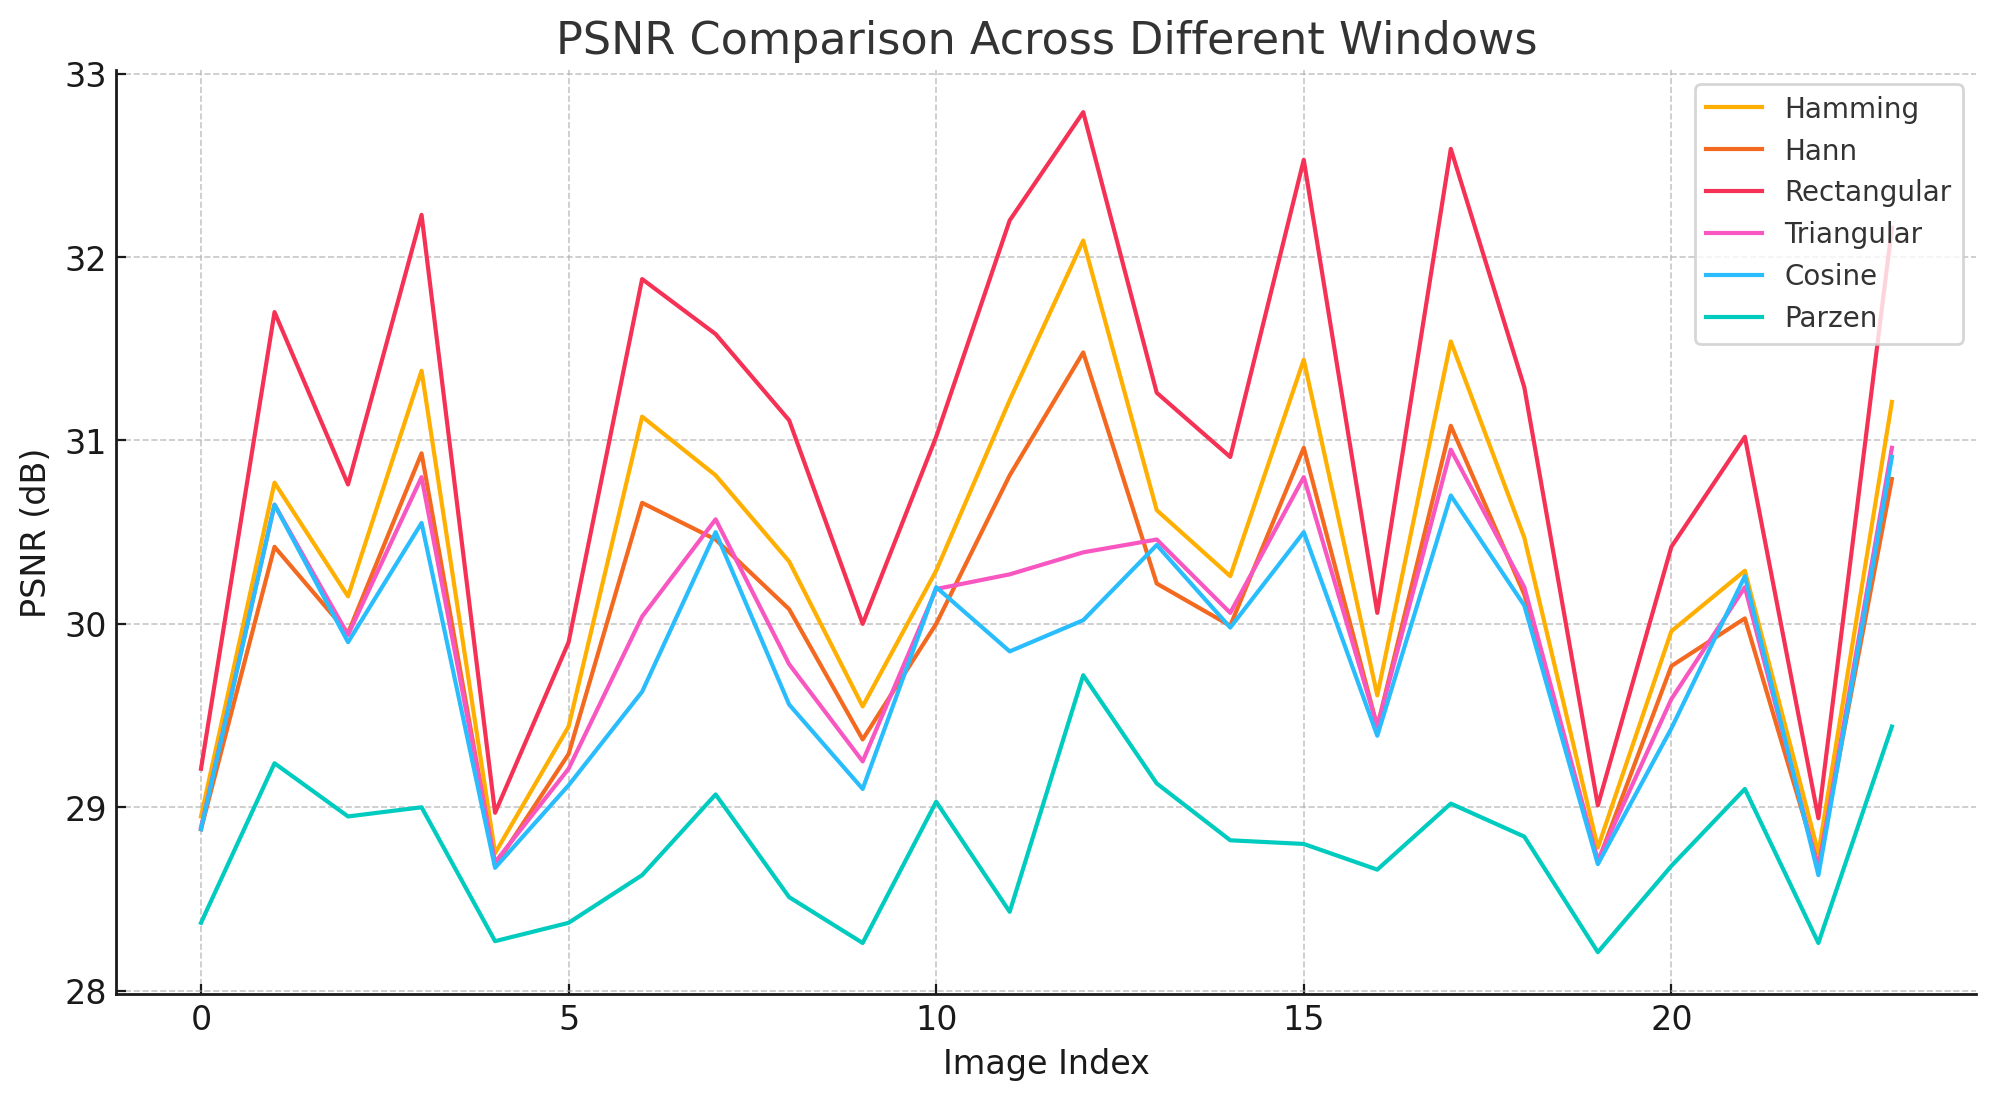 PSNR Comparison Across Different Windows
33
32
31
30
29
28
PSNR (dB)
0 5 10 15 20
Image Index
Hamming
Hann
Rectangular
Triangular
Cosine
Parzen